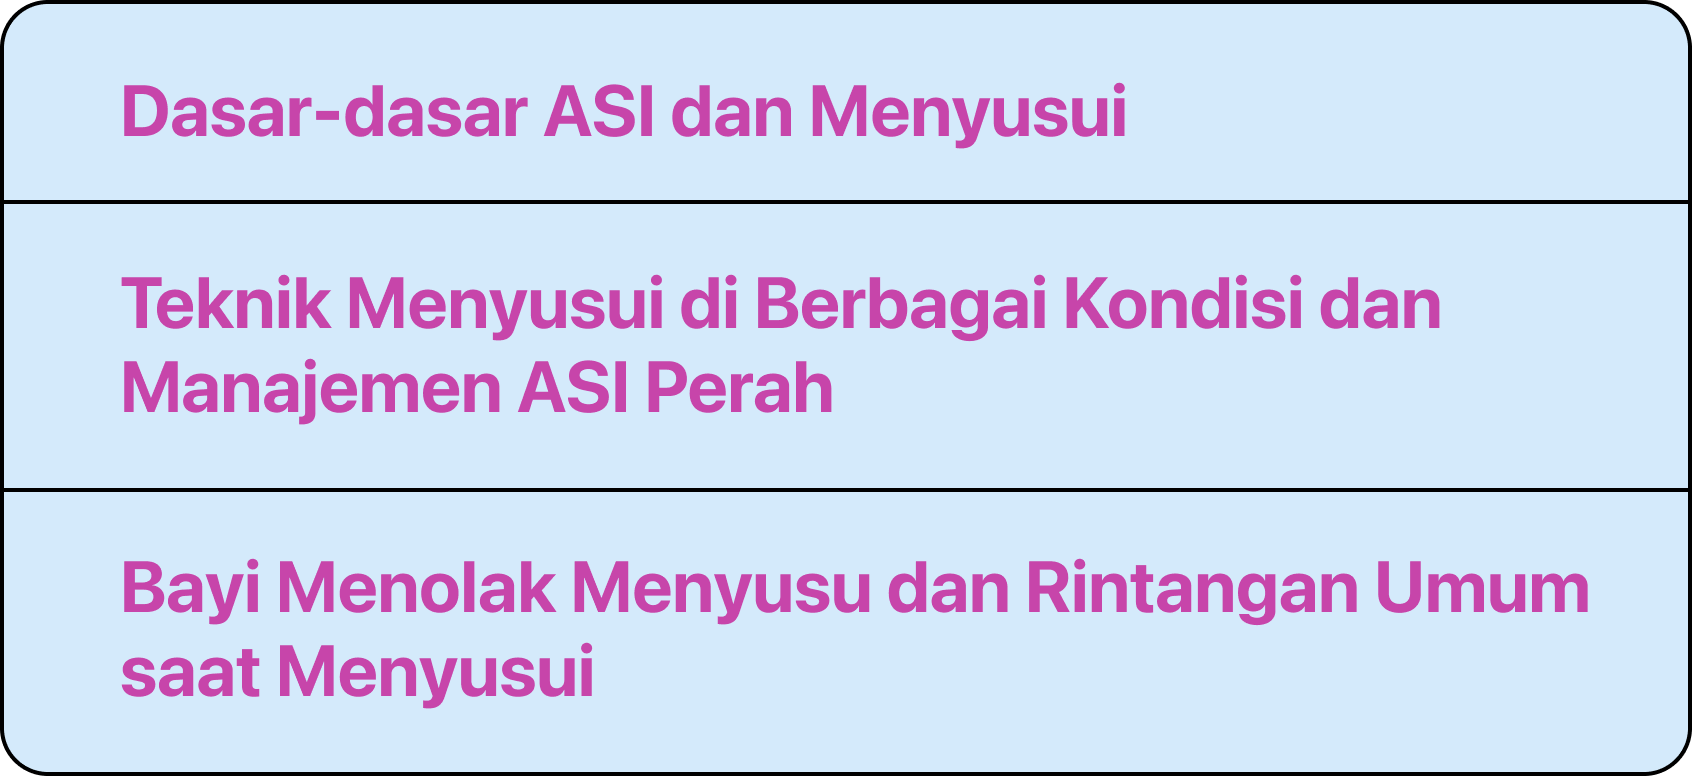 Dasar-dasar ASI dan Menyusui
Teknik Menyusui di Berbagai Kondisi dan
Manajemen ASI Perah
Bayi Menolak Menyusu dan Rintangan Umum
saat Menyusui